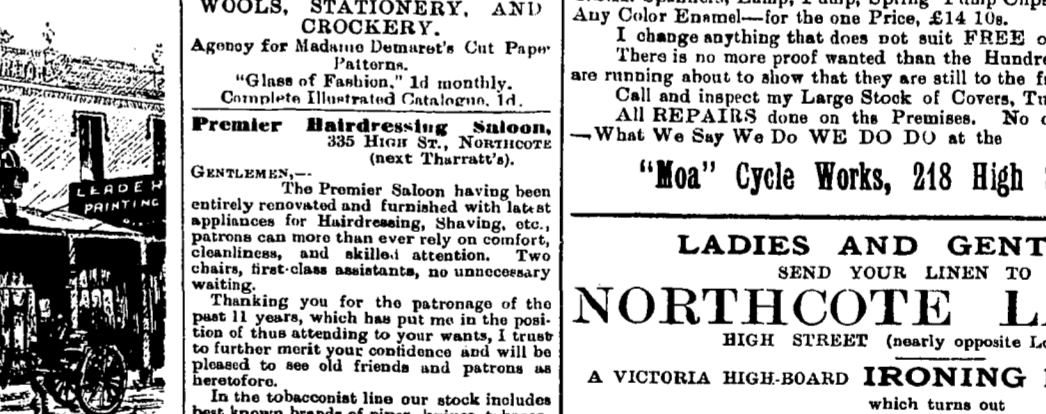 LEADER
PRINTING
WOOLS, STATIONERY, AND
CROCKERY.
Agency for Madame Demaret's Cut Paper
Patterns.
"Glass of Fashion," 1d monthly.
Complete Illustrated Catalogue, 1d.
Premier Hairdressing Saloon,
335 HIGH ST., NORTHCOTE
(next Tharratt's).
GENTLEMEN,—
The Premier Saloon having been
entirely renovated and furnished with latest
appliances for Hairdressing, Shaving, etc.,
patrons can more than ever rely on comfort,
cleanliness, and skilled attention. Two
chairs, first-class assistants, no unnecessary
waiting.
Thanking you for the patronage of the
past 11 years, which has put me in the posi-
tion of thus attending to your wants, I trust
to further merit your confidence and will be
pleased to see old friends and patrons as
heretofore.
In the tobacconist line our stock includes
best known brands of
Any Color Enamel—for the one Price, £14 10s.
I change anything that does not suit FREE o
There is no more proof wanted than the Hundre
are running about to show that they are still to the f
Call and inspect my Large Stock of Covers, Tu
All REPAIRS done on the Premises. No
—What We Say We Do WE DO DO at the
"Moa" Cycle Works, 218 High
LADIES AND GENT
SEND YOUR LINEN TO
NORTHCOTE L
HIGH STREET (nearly opposite Lo
A VICTORIA HIGH-BOARD IRONING
which turns out